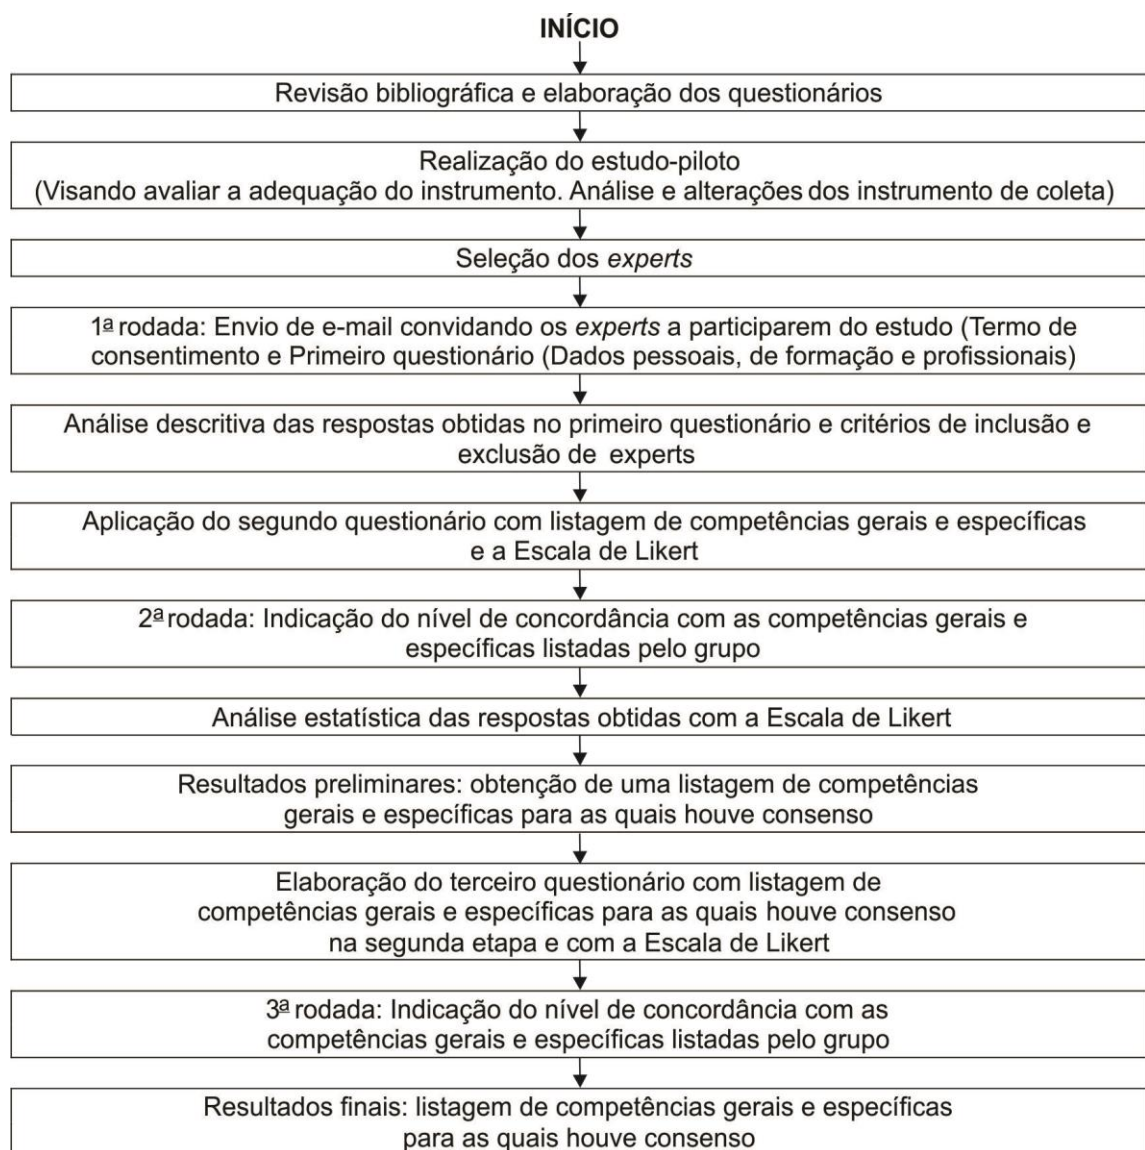 INÍCIO
Revisão bibliográfica e elaboração dos questionários
Realização do estudo-piloto
(Visando avaliar a adequação do instrumento. Análise e alterações dos instrumento de coleta)
Seleção dos experts
1ª rodada: Envio de e-mail convidando os experts a participarem do estudo (Termo de
consentimento e Primeiro questionário (Dados pessoais, de formação e profissionais)
Análise descritiva das respostas obtidas no primeiro questionário e critérios de inclusão e
exclusão de experts
Aplicação do segundo questionário com listagem de competências gerais e específicas
e a Escala de Likert
2ª rodada: Indicação do nível de concordância com as competências gerais e
específicas listadas pelo grupo
Análise estatística das respostas obtidas com a Escala de Likert
Resultados preliminares: obtenção de uma listagem de competências
gerais e específicas para as quais houve consenso
Elaboração do terceiro questionário com listagem de
competências gerais e específicas para as quais houve consenso
na segunda etapa e com a Escala de Likert
3ª rodada: Indicação do nível de concordância com as
competências gerais e específicas listadas pelo grupo
Resultados finais: listagem de competências gerais e específicas
para as quais houve consenso